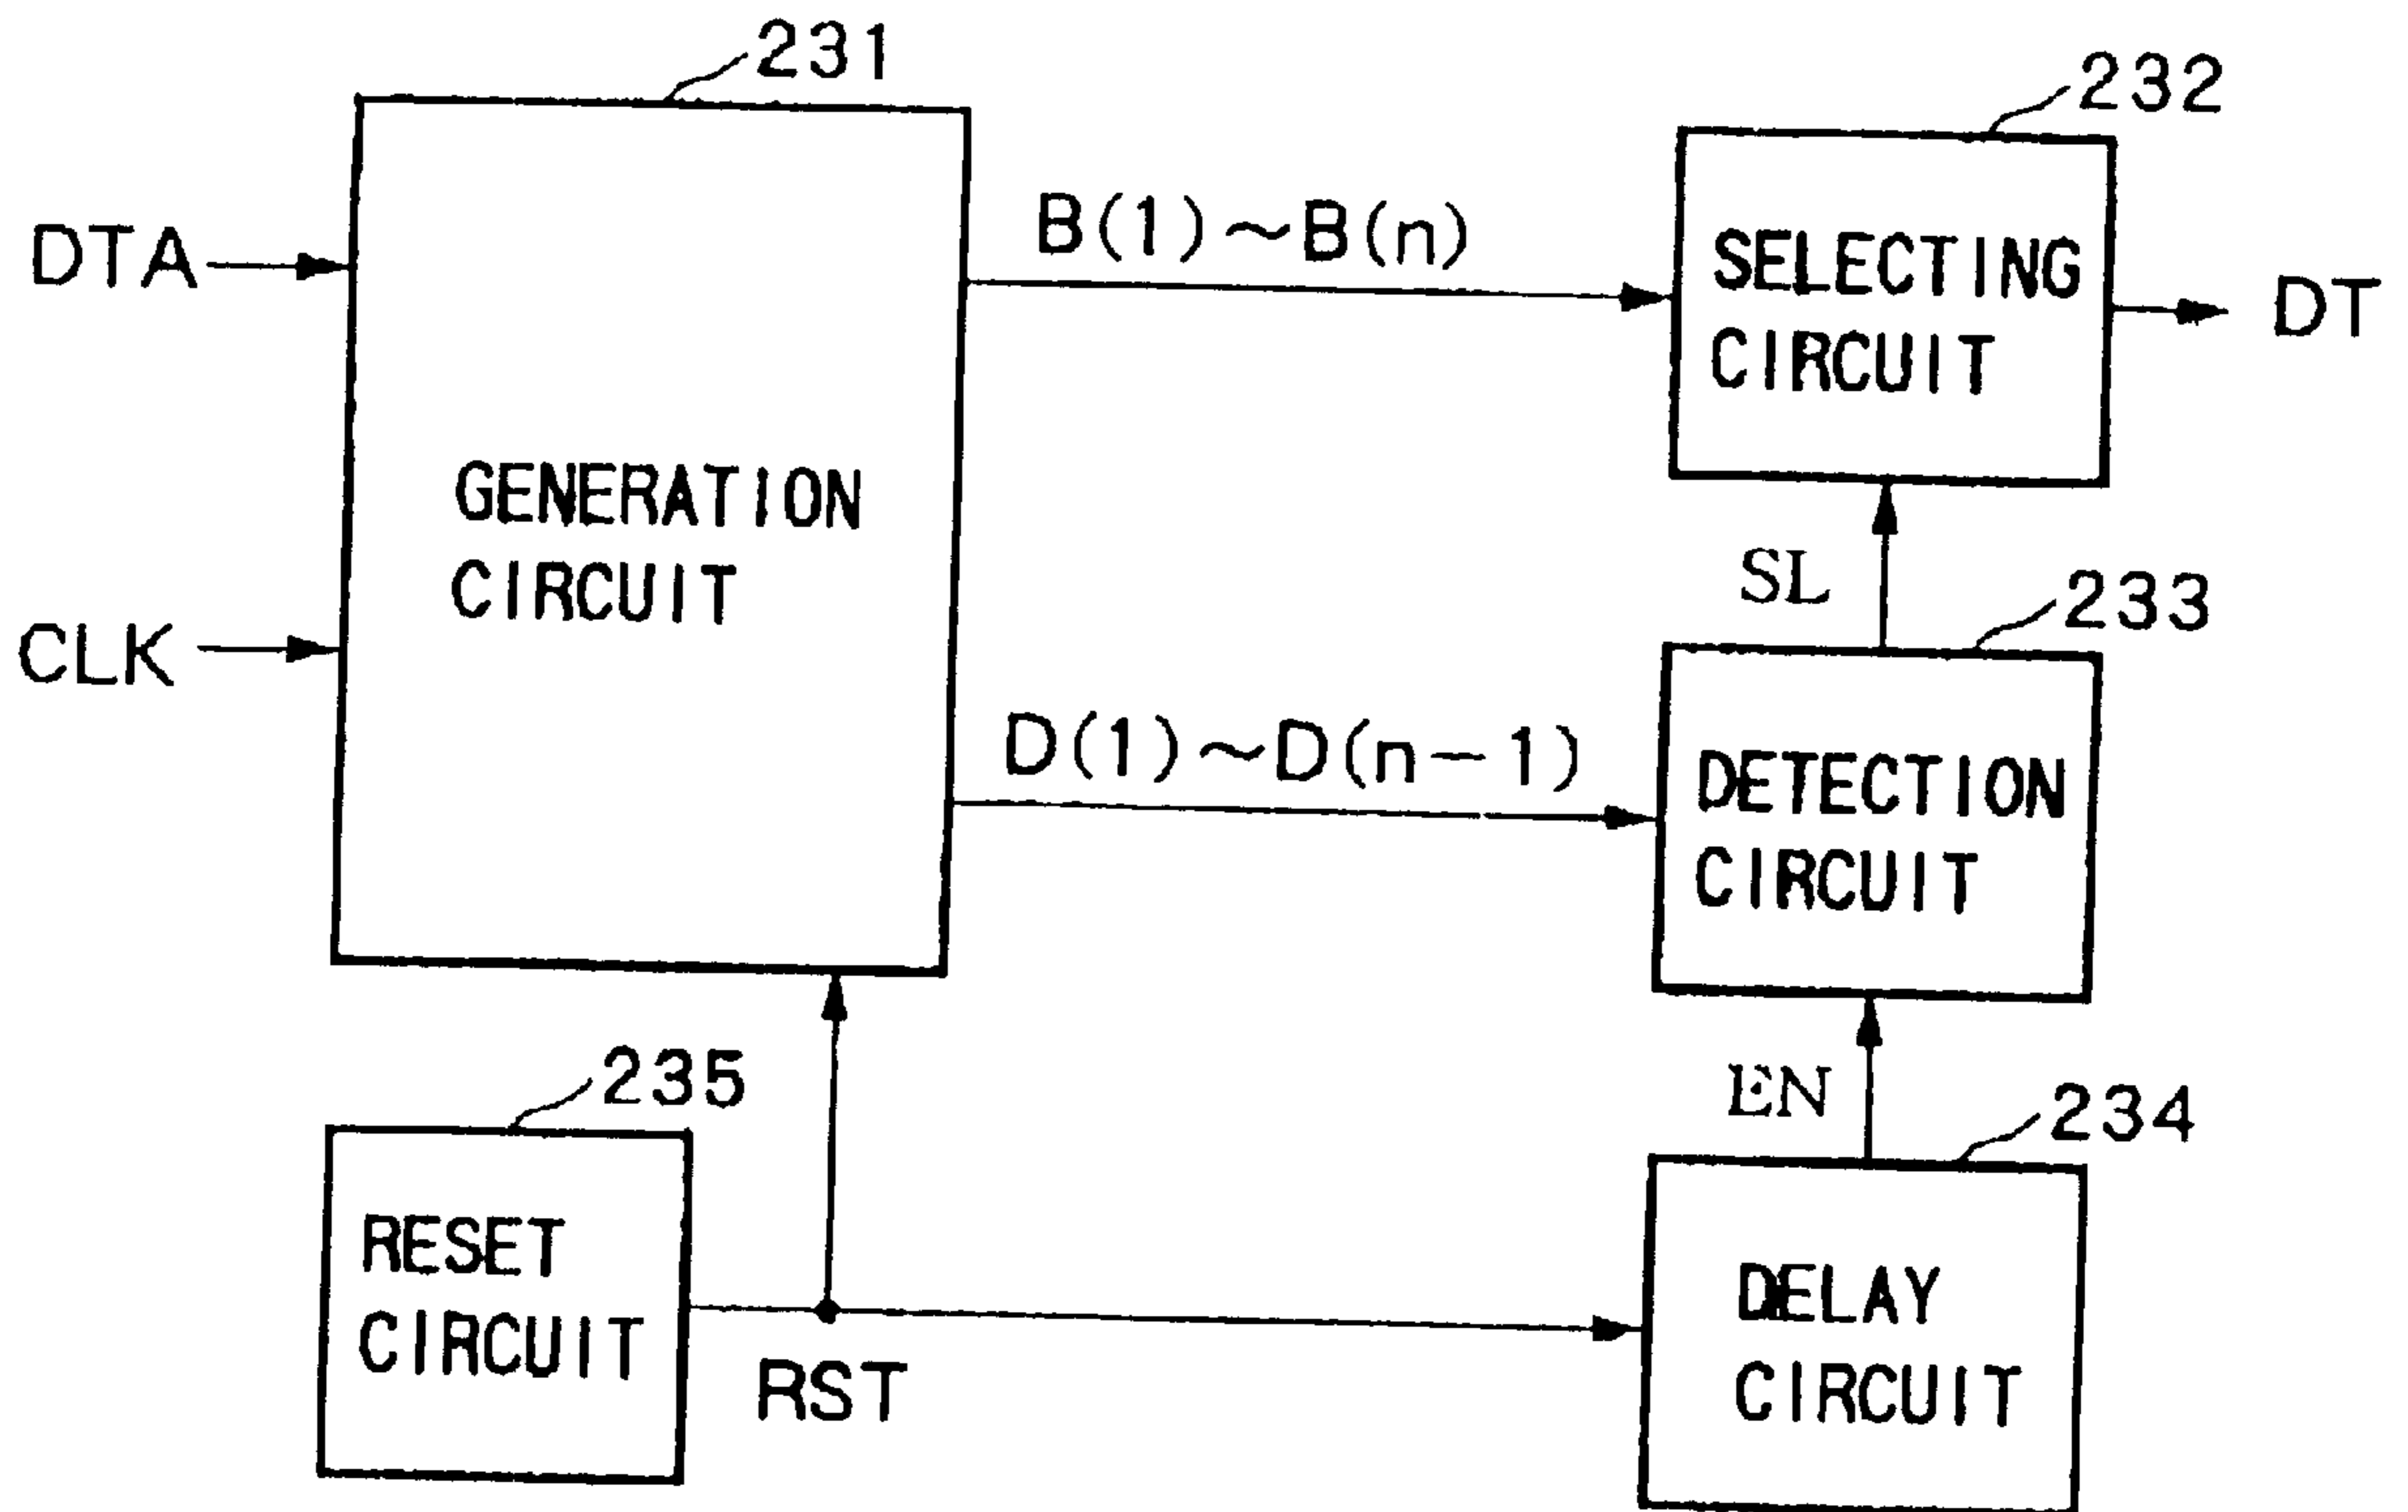 231
232
DTA
B(1)~B(n)
SELECTING
CIRCUIT
DT
GENERATION
CIRCUIT
SL
233
CLK
D(1)~D(n-1)
DETECTION
CIRCUIT
235
EN
234
RESET
CIRCUIT
RST
DELAY
CIRCUIT